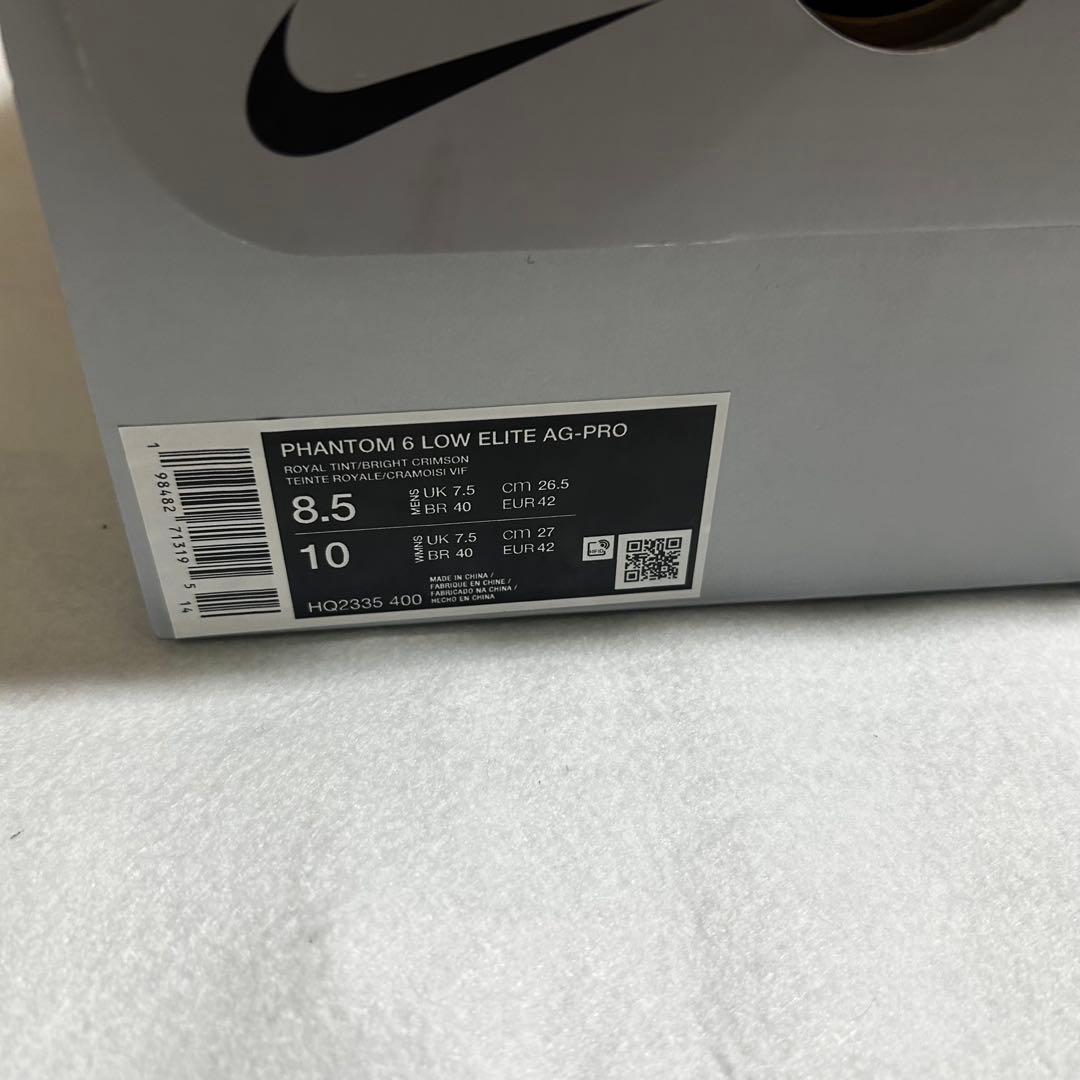 PHANTOM 6 LOW ELITE AG-PRO
ROYAL TINT/BRIGHT CRIMSON
TEINTE ROYALE/CRAMOISI VIF
8.5 MENS UK 7.5 cm 26.5
BR 40 EUR 42
10 WMNS UK 7.5 cm 27
BR 40 EUR 42
MADE IN CHINA /
FABRIQUE EN CHINE /
FABRICADO NA CHINA /
HECHO EN CHINA
HQ2335 400
1 98482 71319 5 14